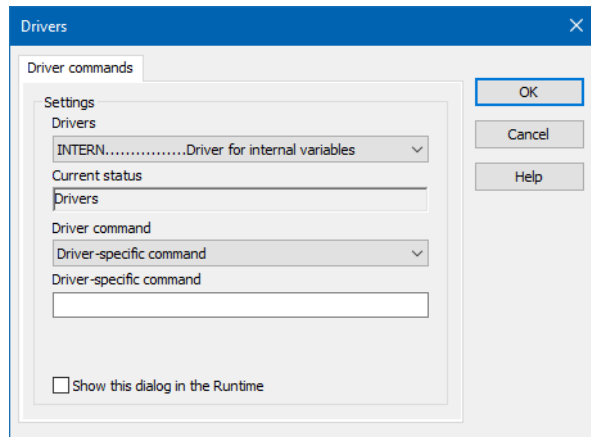 Drivers
Driver commands
Settings
Drivers
INTERN................Driver for internal variables
Current status
Drivers
Driver command
Driver-specific command
Driver-specific command
Show this dialog in the Runtime
OK
Cancel
Help